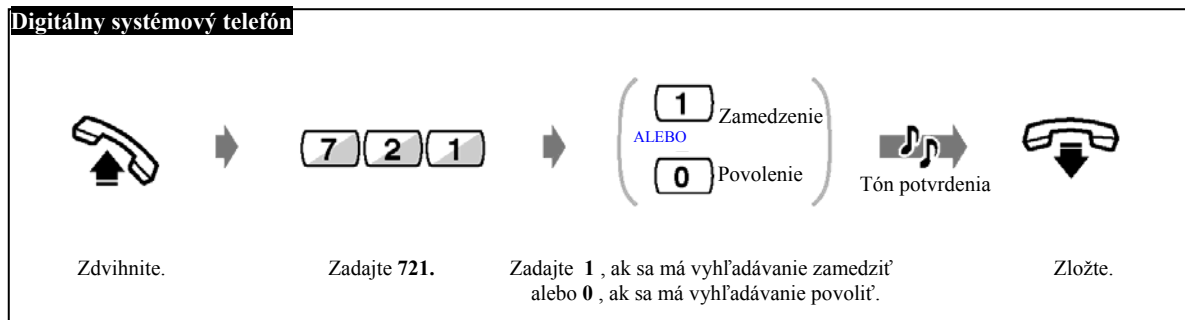 Digitálny systémový telefón
7 2 1
1 Zamedzenie
ALEBO
0 Povolenie
Tón potvrdenia
Zdvihnite.
Zadajte 721.
Zadajte 1 , ak sa má vyhľadávanie zamedziť
alebo 0 , ak sa má vyhľadávanie povoliť.
Zložte.